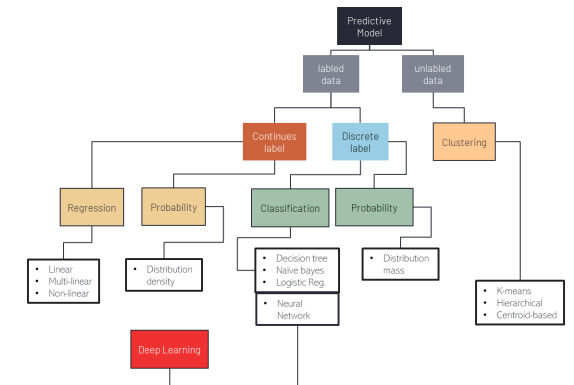 Predictive
Model
labled
data
unlabled
data
Continues
label
Discrete
label
Clustering
Regression
Probability
Classification
Probability
• Linear
• Multi-linear
• Non-linear
• Distribution
density
• Decision tree
• Naïve bayes
• Logistic Reg.
• Neural
Network
• Distribution
mass
• K-means
• Hierarchical
• Centroid-based
Deep Learning